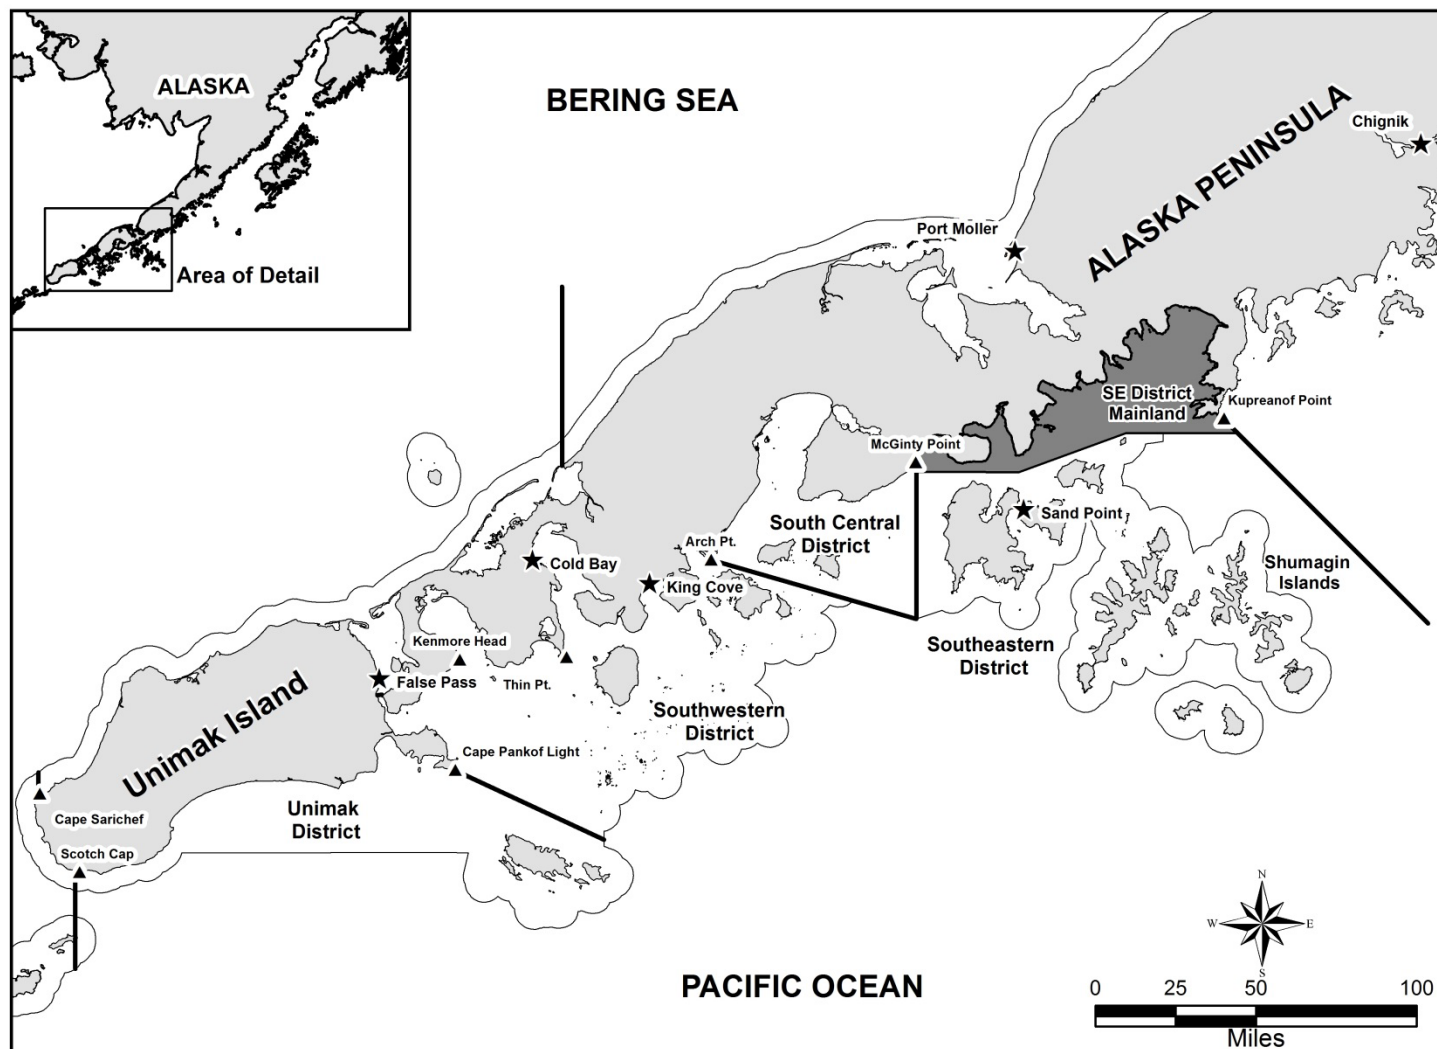 ALASKA
Area of Detail
BERING SEA
ALASKA PENINSULA
Chignik
Port Moller
SE District
Mainland
Kupreanof Point
McGinty Point
Sand Point
South Central
District
Arch Pt.
Cold Bay
King Cove
Shumagin
Islands
Kenmore Head
Southeastern
District
False Pass
Thin Pt.
Unimak Island
Southwestern
District
Cape Pankof Light
Cape Sarichef
Unimak
District
Scotch Cap
N
W
E
S
PACIFIC OCEAN
0 25 50 100
Miles